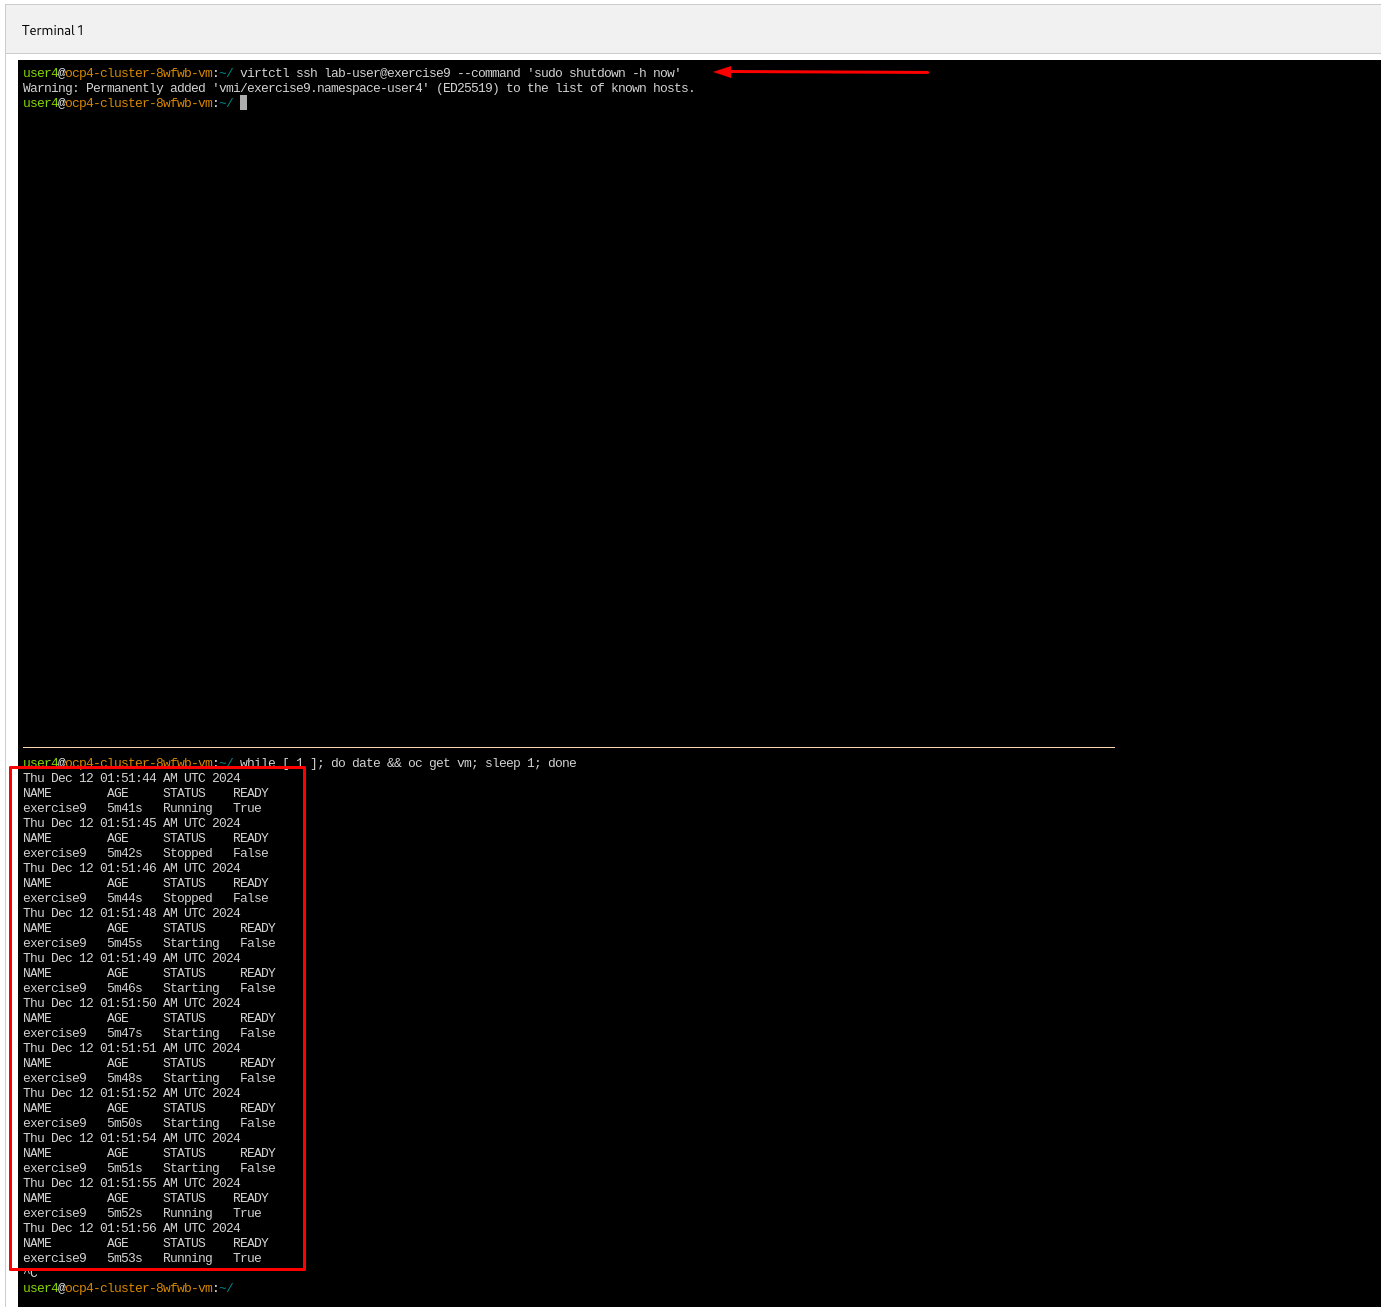 Terminal 1
user4@ocp4-cluster-8wfwb-vm:~/ virtctl ssh lab-user@exercise9 --command 'sudo shutdown -h now'
Warning: Permanently added 'vmi/exercise9.namespace-user4' (ED25519) to the list of known hosts.
user4@ocp4-cluster-8wfwb-vm:~/
user4@ocp4-cluster-8wfwb-vm:~/ while [ 1 ]; do date && oc get vm; sleep 1; done
Thu Dec 12 01:51:44 AM UTC 2024
NAME        AGE     STATUS    READY
exercise9   5m41s   Running   True
Thu Dec 12 01:51:45 AM UTC 2024
NAME        AGE     STATUS    READY
exercise9   5m42s   Stopped   False
Thu Dec 12 01:51:46 AM UTC 2024
NAME        AGE     STATUS    READY
exercise9   5m44s   Stopped   False
Thu Dec 12 01:51:48 AM UTC 2024
NAME        AGE     STATUS     READY
exercise9   5m45s   Starting   False
Thu Dec 12 01:51:49 AM UTC 2024
NAME        AGE     STATUS     READY
exercise9   5m46s   Starting   False
Thu Dec 12 01:51:50 AM UTC 2024
NAME        AGE     STATUS     READY
exercise9   5m47s   Starting   False
Thu Dec 12 01:51:51 AM UTC 2024
NAME        AGE     STATUS     READY
exercise9   5m48s   Starting   False
Thu Dec 12 01:51:52 AM UTC 2024
NAME        AGE     STATUS     READY
exercise9   5m50s   Starting   False
Thu Dec 12 01:51:54 AM UTC 2024
NAME        AGE     STATUS     READY
exercise9   5m51s   Starting   False
Thu Dec 12 01:51:55 AM UTC 2024
NAME        AGE     STATUS    READY
exercise9   5m52s   Running   True
Thu Dec 12 01:51:56 AM UTC 2024
NAME        AGE     STATUS    READY
exercise9   5m53s   Running   True
^C
user4@ocp4-cluster-8wfwb-vm:~/